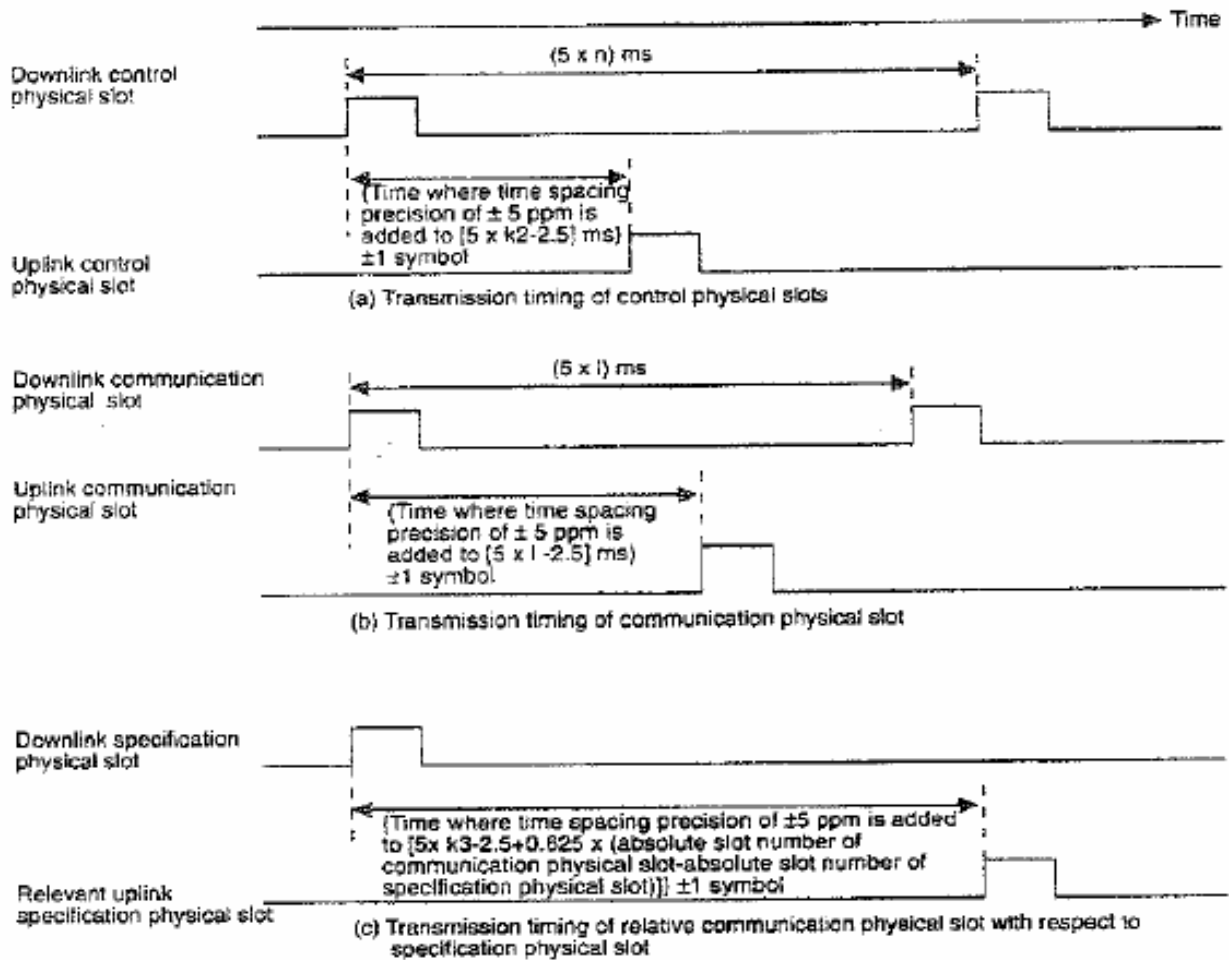 Time
(5 x n) ms
Downlink control
physical slot
(Time where time spacing
precision of ± 5 ppm is
added to [5 x k2-2.5] ms)
±1 symbol
Uplink control
physical slot
(a) Transmission timing of control physical slots
(5 x l) ms
Downlink communication
physical slot
Uplink communication
physical slot
(Time where time spacing
precision of ± 5 ppm is
added to [5 x l -2.5] ms)
±1 symbol
(b) Transmission timing of communication physical slot
Downlink specification
physical slot
(Time where time spacing precision of ±5 ppm is added
to [5x k3-2.5+0.625 x (absolute slot number of
communication physical slot-absolute slot number of
specification physical slot)]) ±1 symbol
Relevant uplink
specification physical slot
(c) Transmission timing of relative communication physical slot with respect to
specification physical slot